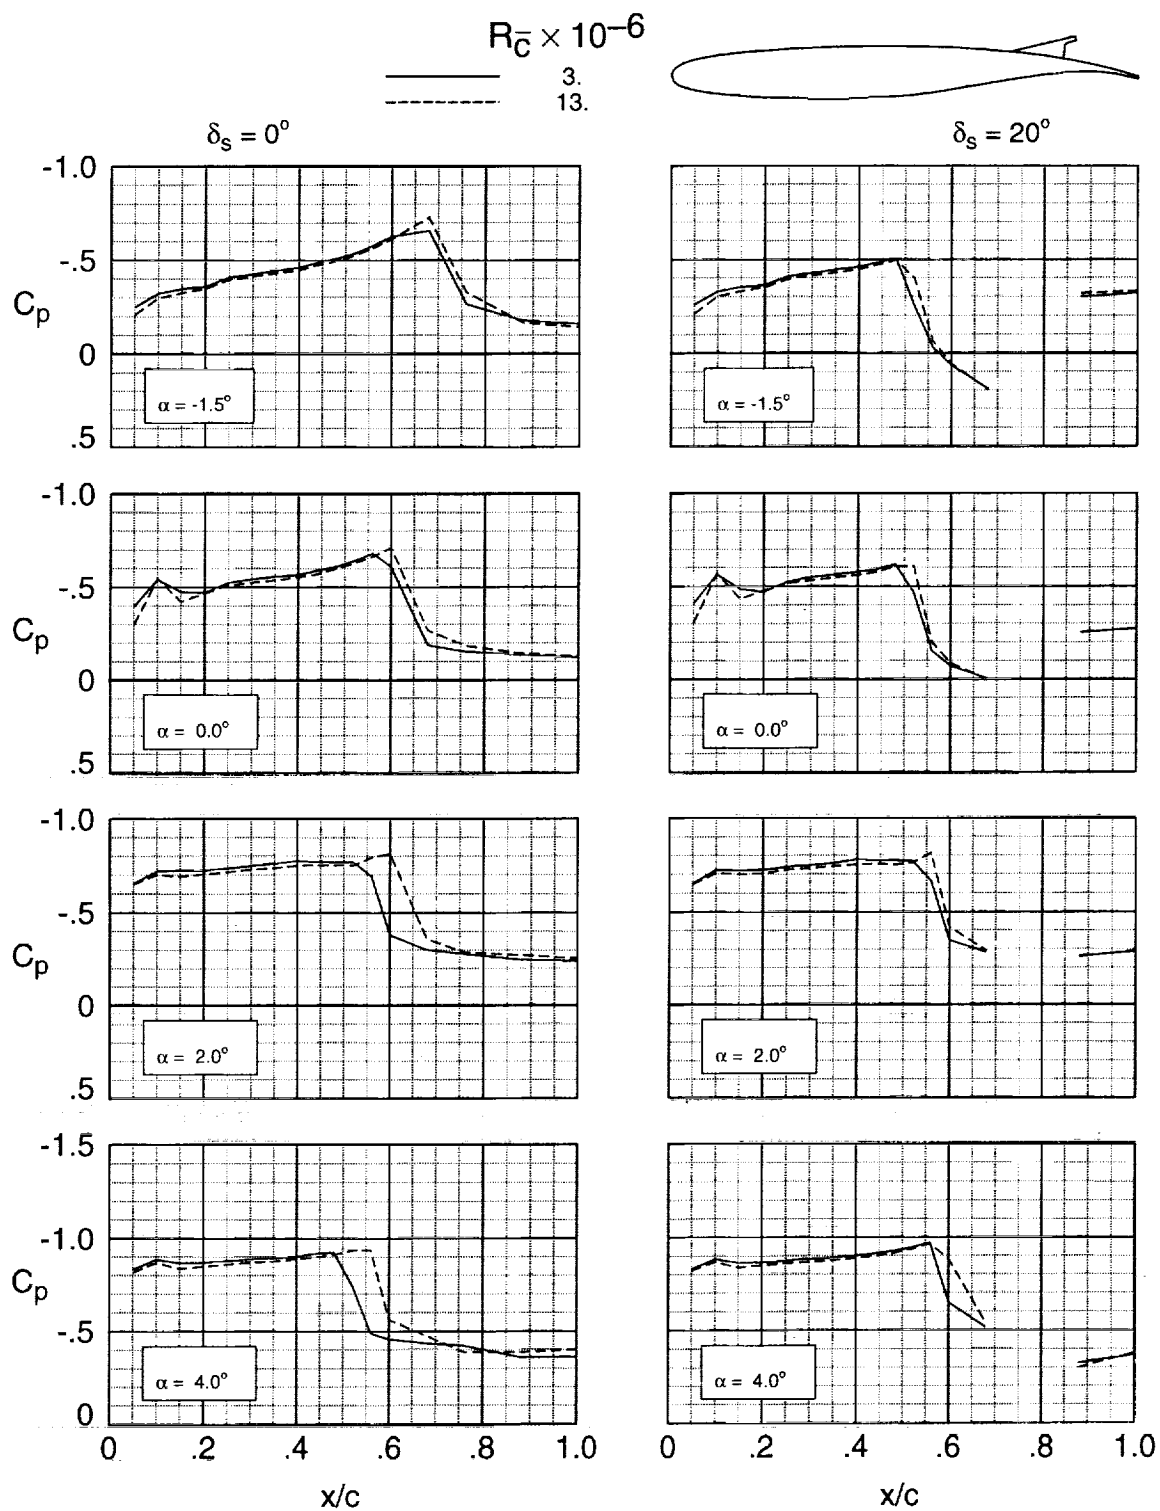 R_c̄ × 10⁻⁶
3.
13.
δₛ = 0°
δₛ = 20°
-1.0
-.5
Cₚ
0
.5
α = -1.5°
α = -1.5°
-1.0
-.5
Cₚ
0
.5
α = 0.0°
α = 0.0°
-1.0
-.5
Cₚ
0
.5
α = 2.0°
α = 2.0°
-1.5
-1.0
Cₚ
-.5
0
α = 4.0°
α = 4.0°
0 .2 .4 .6 .8 1.0
0 .2 .4 .6 .8 1.0
x/c
x/c